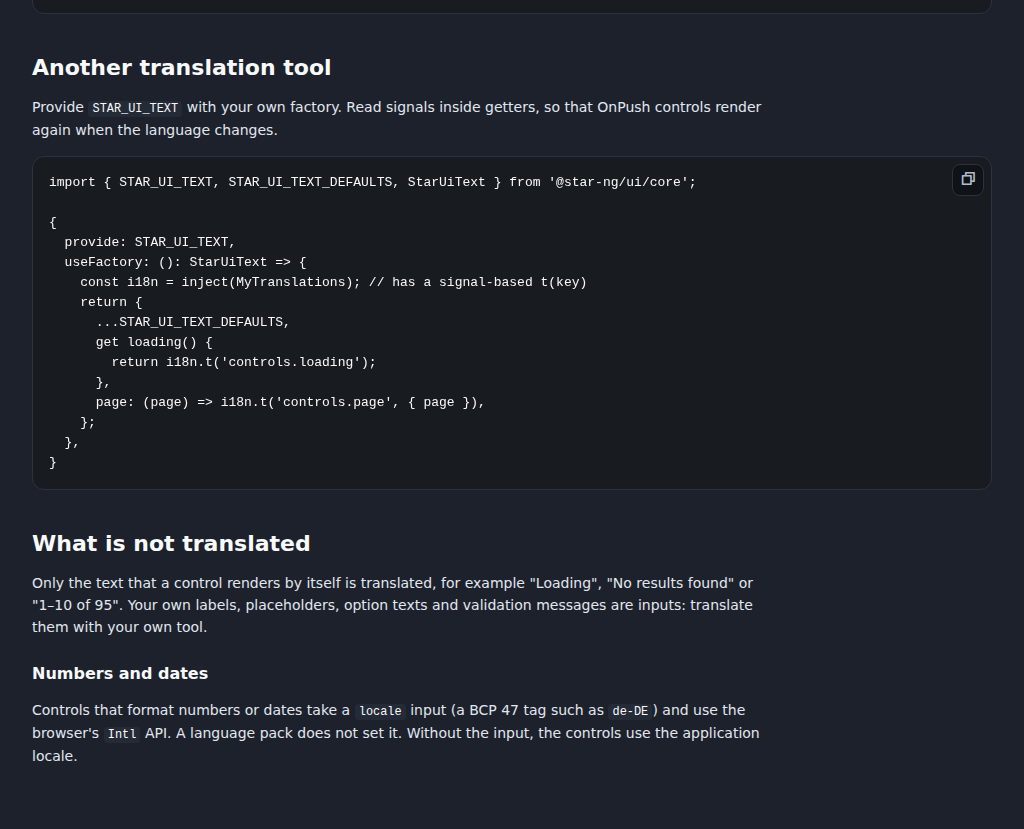 Another translation tool
Provide STAR_UI_TEXT with your own factory. Read signals inside getters, so that OnPush controls render
again when the language changes.
import { STAR_UI_TEXT, STAR_UI_TEXT_DEFAULTS, StarUiText } from '@star-ng/ui/core';
{
  provide: STAR_UI_TEXT,
  useFactory: (): StarUiText => {
    const i18n = inject(MyTranslations); // has a signal-based t(key)
    return {
      ...STAR_UI_TEXT_DEFAULTS,
      get loading() {
        return i18n.t('controls.loading');
      },
      page: (page) => i18n.t('controls.page', { page }),
    };
  },
}
What is not translated
Only the text that a control renders by itself is translated, for example "Loading", "No results found" or
"1–10 of 95". Your own labels, placeholders, option texts and validation messages are inputs: translate
them with your own tool.
Numbers and dates
Controls that format numbers or dates take a locale input (a BCP 47 tag such as de-DE) and use the
browser's Intl API. A language pack does not set it. Without the input, the controls use the application
locale.